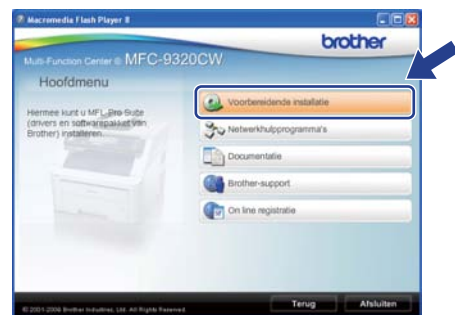 Macromedia Flash Player 8
brother
Multi-Function Center ® MFC-9320CW
Hoofdmenu
Hiermee kunt u MFL-Pro Suite
(drivers en softwarepakket van
Brother) installeren.
Voorbereidende installatie
Netwerkhulpprogramma's
Documentatie
Brother-support
On line registratie
© 2001-2008 Brother Industries, Ltd. All Rights Reserved.
Terug
Afsluiten